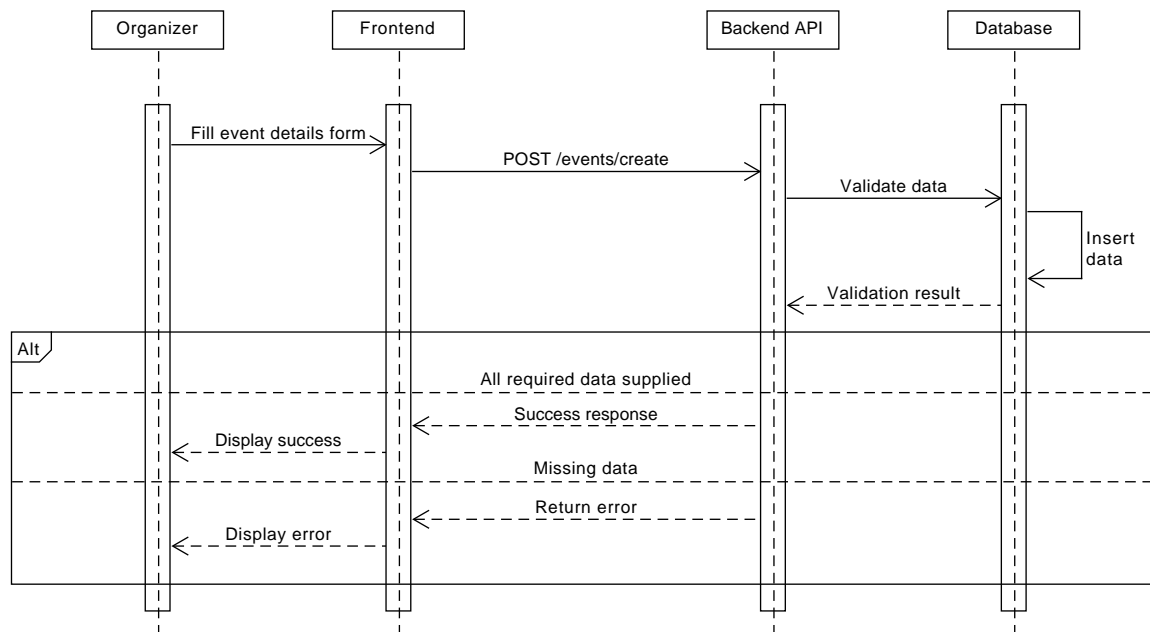 Organizer
Frontend
Backend API
Database
Fill event details form
POST /events/create
Validate data
Insert
data
Validation result
Alt
All required data supplied
Success response
Display success
Missing data
Return error
Display error